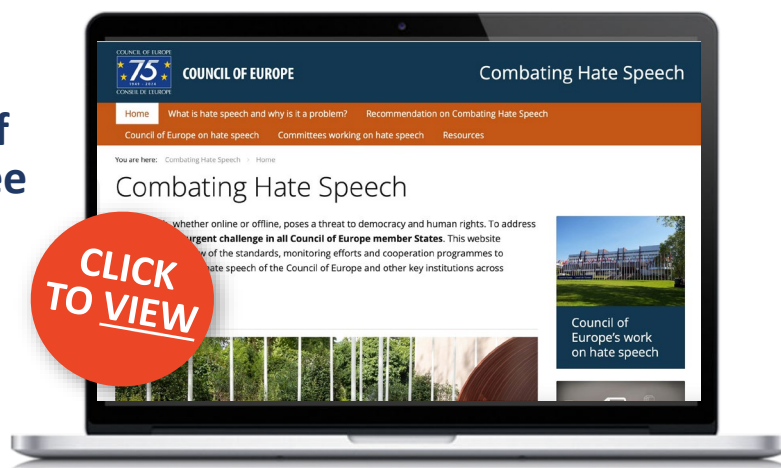 COUNCIL OF EUROPE
75
1949 - 2024
CONSEIL DE L'EUROPE
COUNCIL OF EUROPE
Combating Hate Speech
Home What is hate speech and why is it a problem? Recommendation on Combating Hate Speech
Council of Europe on hate speech Committees working on hate speech Resources
You are here: Combating Hate Speech Home
Combating Hate Speech
whether online or offline, poses a threat to democracy and human rights. To address
urgent challenge in all Council of Europe member States. This website
of the standards, monitoring efforts and cooperation programmes to
speech of the Council of Europe and other key institutions across
CLICK
TO VIEW
Council of
Europe's work
on hate speech